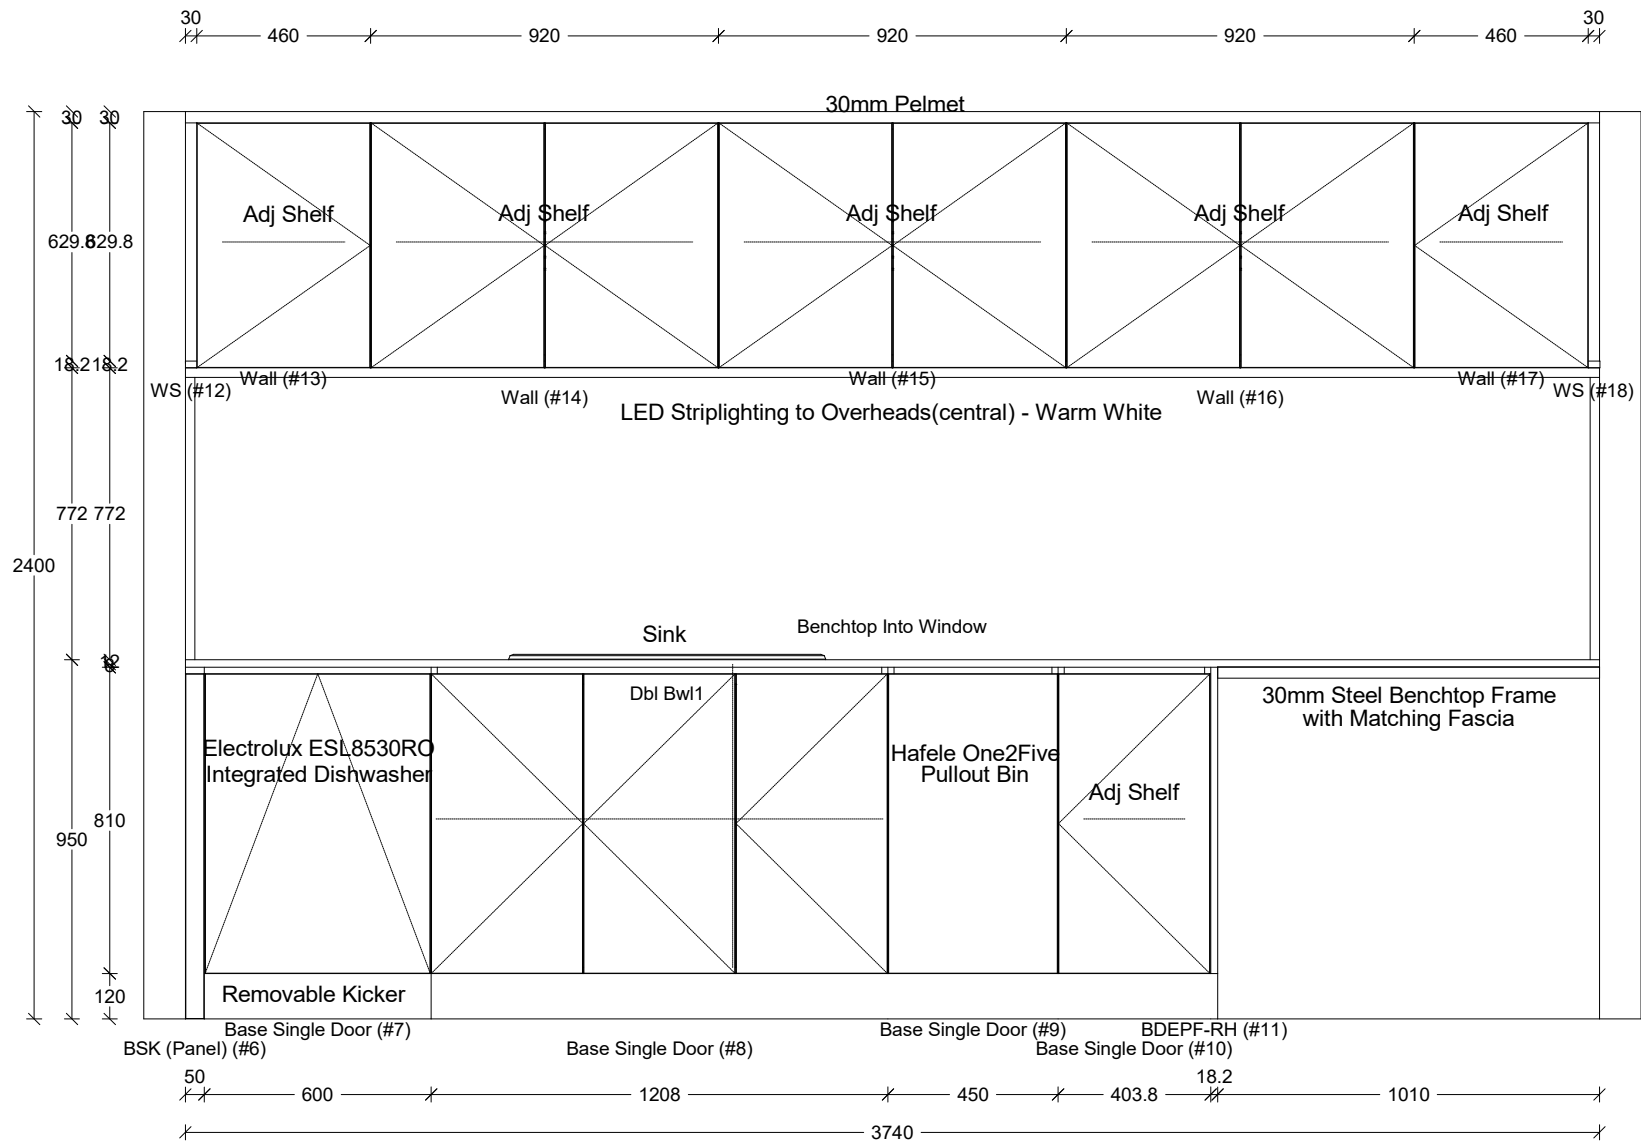 30 30
460 920 920 920 460
30mm Pelmet
30 30
Adj Shelf Adj Shelf Adj Shelf Adj Shelf Adj Shelf
629.8 629.8
18.2 18.2
WS (#12) Wall (#13) Wall (#14) Wall (#15) Wall (#16) Wall (#17) WS (#18)
LED Striplighting to Overheads(central) - Warm White
772 772
2400
Sink
Benchtop Into Window
12
Dbl Bwl1
30mm Steel Benchtop Frame
with Matching Fascia
Electrolux ESL8530RO
Integrated Dishwasher
Hafele One2Five
Pullout Bin
Adj Shelf
810
950
120
Removable Kicker
Base Single Door (#7) Base Single Door (#9) BDEPF-RH (#11)
BSK (Panel) (#6) Base Single Door (#8) Base Single Door (#10)
50 18.2
600 1208 450 403.8 1010
3740